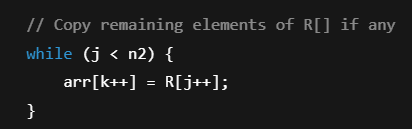 // Copy remaining elements of R[] if any
while (j < n2) {
    arr[k++] = R[j++];
}